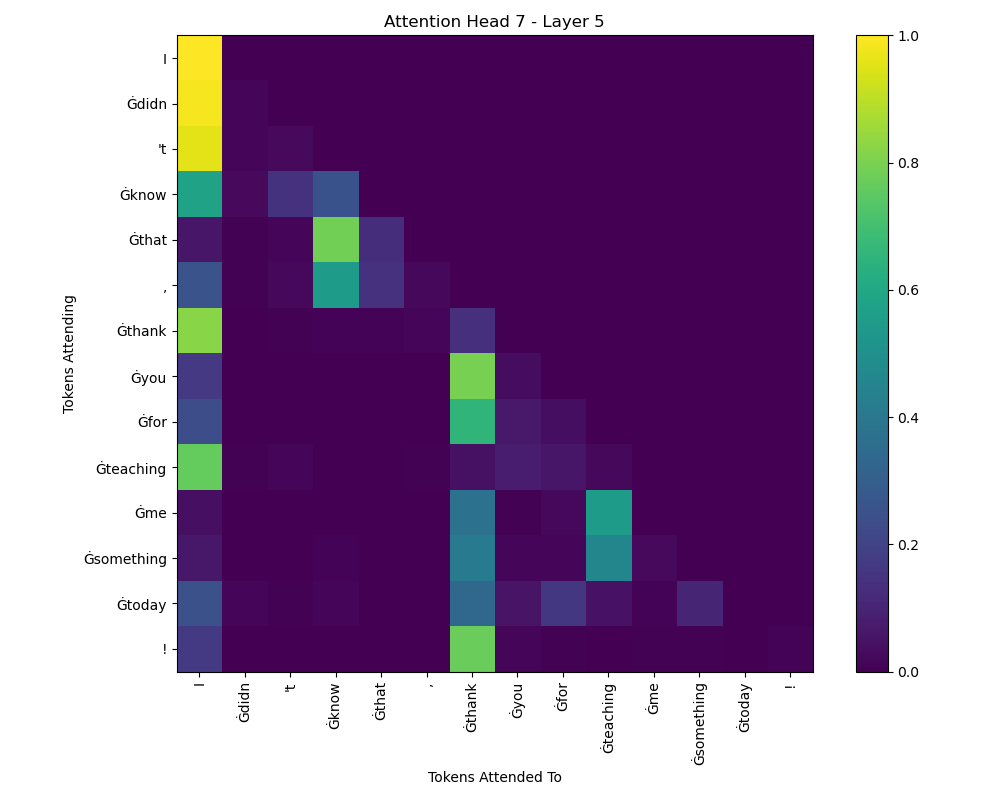 Attention Head 7 - Layer 5
Tokens Attending
I
Ġdidn
't
Ġknow
Ġthat
,
Ġthank
Ġyou
Ġfor
Ġteaching
Ġme
Ġsomething
Ġtoday
!
I
Ġdidn
't
Ġknow
Ġthat
,
Ġthank
Ġyou
Ġfor
Ġteaching
Ġme
Ġsomething
Ġtoday
!
Tokens Attended To
1.0
0.8
0.6
0.4
0.2
0.0